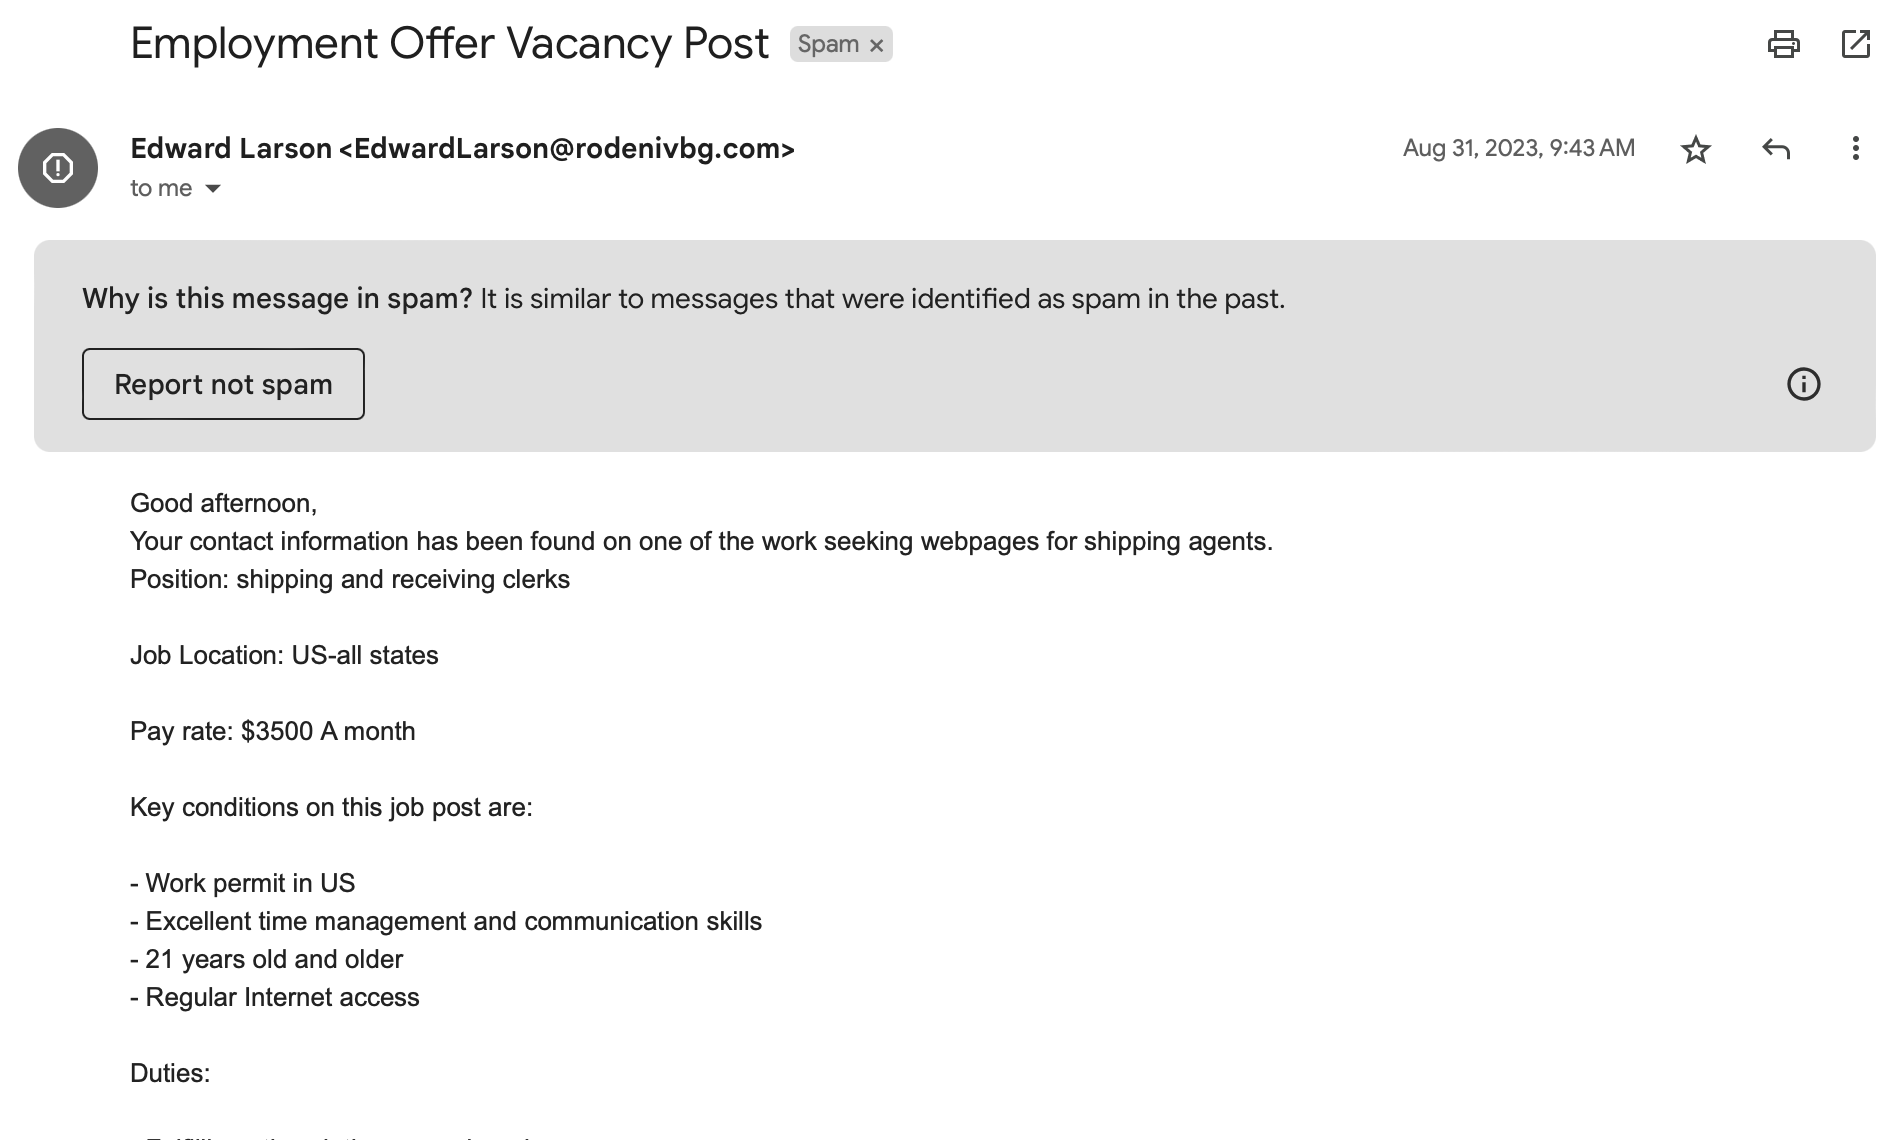 Employment Offer Vacancy Post Spam ×
Edward Larson <EdwardLarson@rodenivbg.com> Aug 31, 2023, 9:43 AM
to me
Why is this message in spam? It is similar to messages that were identified as spam in the past.
Report not spam
Good afternoon,
Your contact information has been found on one of the work seeking webpages for shipping agents.
Position: shipping and receiving clerks
Job Location: US-all states
Pay rate: $3500 A month
Key conditions on this job post are:
- Work permit in US
- Excellent time management and communication skills
- 21 years old and older
- Regular Internet access
Duties: